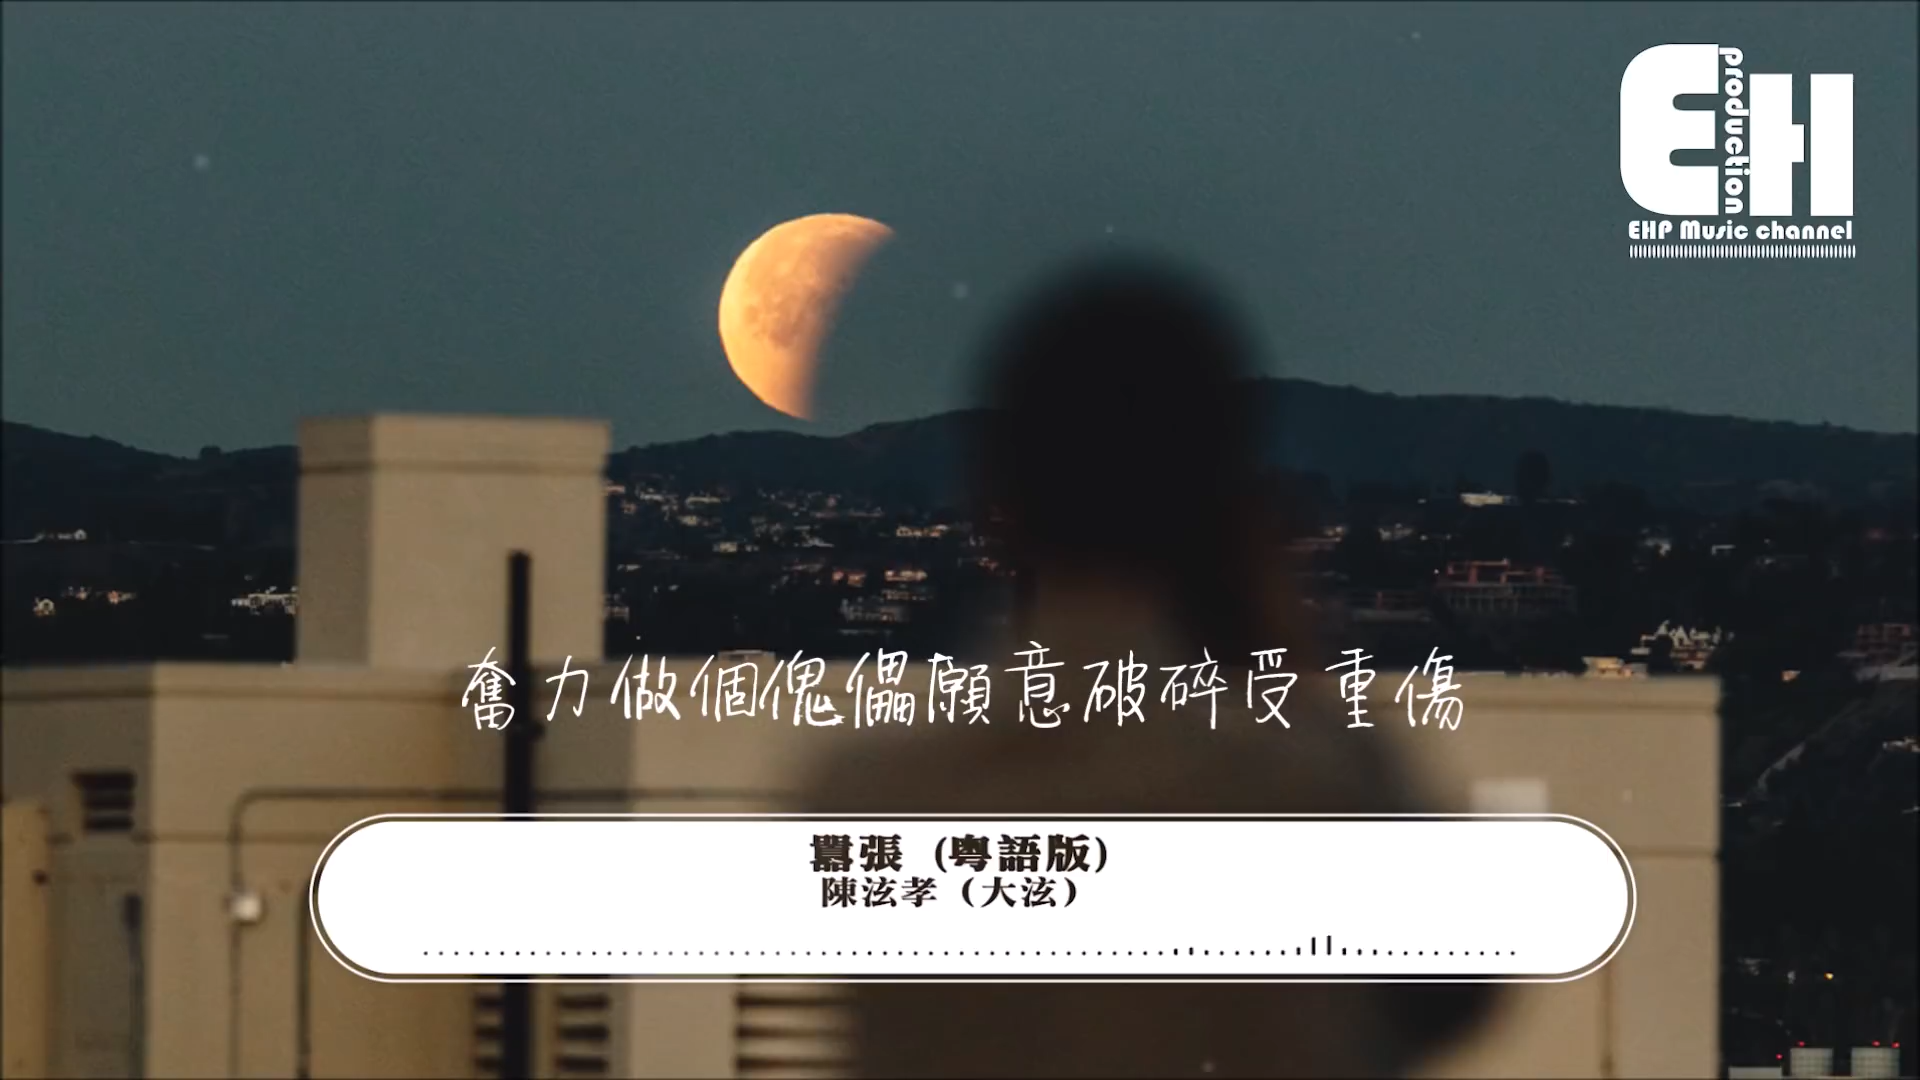 EH
production
EHP Music channel
奮力做個傀儡願意破碎受重傷
囂張 (粵語版)
陳泫孝（大泫）